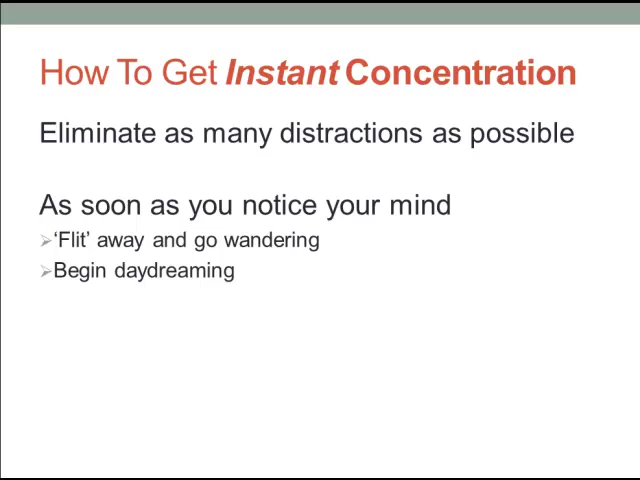 How To Get Instant Concentration
Eliminate as many distractions as possible
As soon as you notice your mind
‘Flit’ away and go wandering
Begin daydreaming